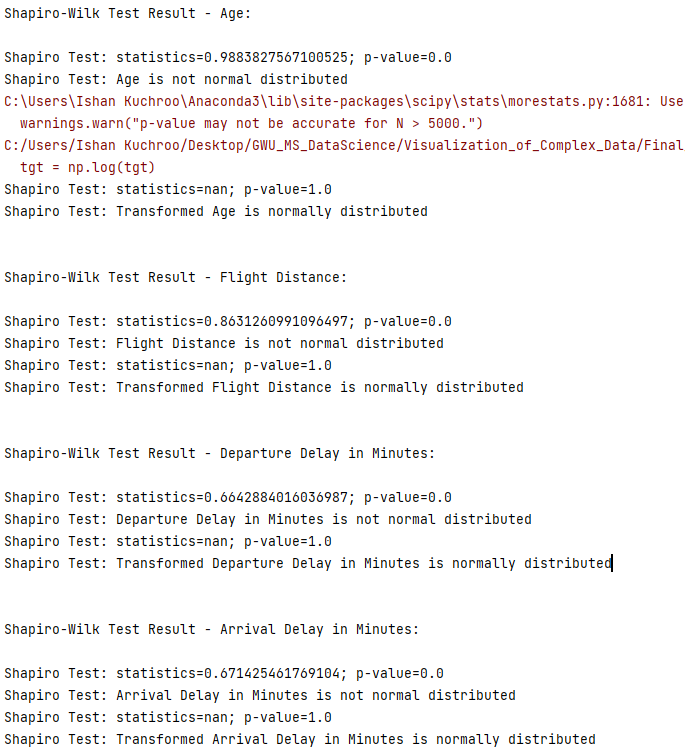 Shapiro-Wilk Test Result - Age:
Shapiro Test: statistics=0.9883827567100525; p-value=0.0
Shapiro Test: Age is not normal distributed
C:\Users\Ishan Kuchroo\Anaconda3\lib\site-packages\scipy\stats\morestats.py:1681: Use
warnings.warn("p-value may not be accurate for N > 5000.")
C:/Users/Ishan Kuchroo/Desktop/GWU_MS_DataScience/Visualization_of_Complex_Data/Final
tgt = np.log(tgt)
Shapiro Test: statistics=nan; p-value=1.0
Shapiro Test: Transformed Age is normally distributed
Shapiro-Wilk Test Result - Flight Distance:
Shapiro Test: statistics=0.8631260991096497; p-value=0.0
Shapiro Test: Flight Distance is not normal distributed
Shapiro Test: statistics=nan; p-value=1.0
Shapiro Test: Transformed Flight Distance is normally distributed
Shapiro-Wilk Test Result - Departure Delay in Minutes:
Shapiro Test: statistics=0.6642884016036987; p-value=0.0
Shapiro Test: Departure Delay in Minutes is not normal distributed
Shapiro Test: statistics=nan; p-value=1.0
Shapiro Test: Transformed Departure Delay in Minutes is normally distributed
Shapiro-Wilk Test Result - Arrival Delay in Minutes:
Shapiro Test: statistics=0.671425461769104; p-value=0.0
Shapiro Test: Arrival Delay in Minutes is not normal distributed
Shapiro Test: statistics=nan; p-value=1.0
Shapiro Test: Transformed Arrival Delay in Minutes is normally distributed